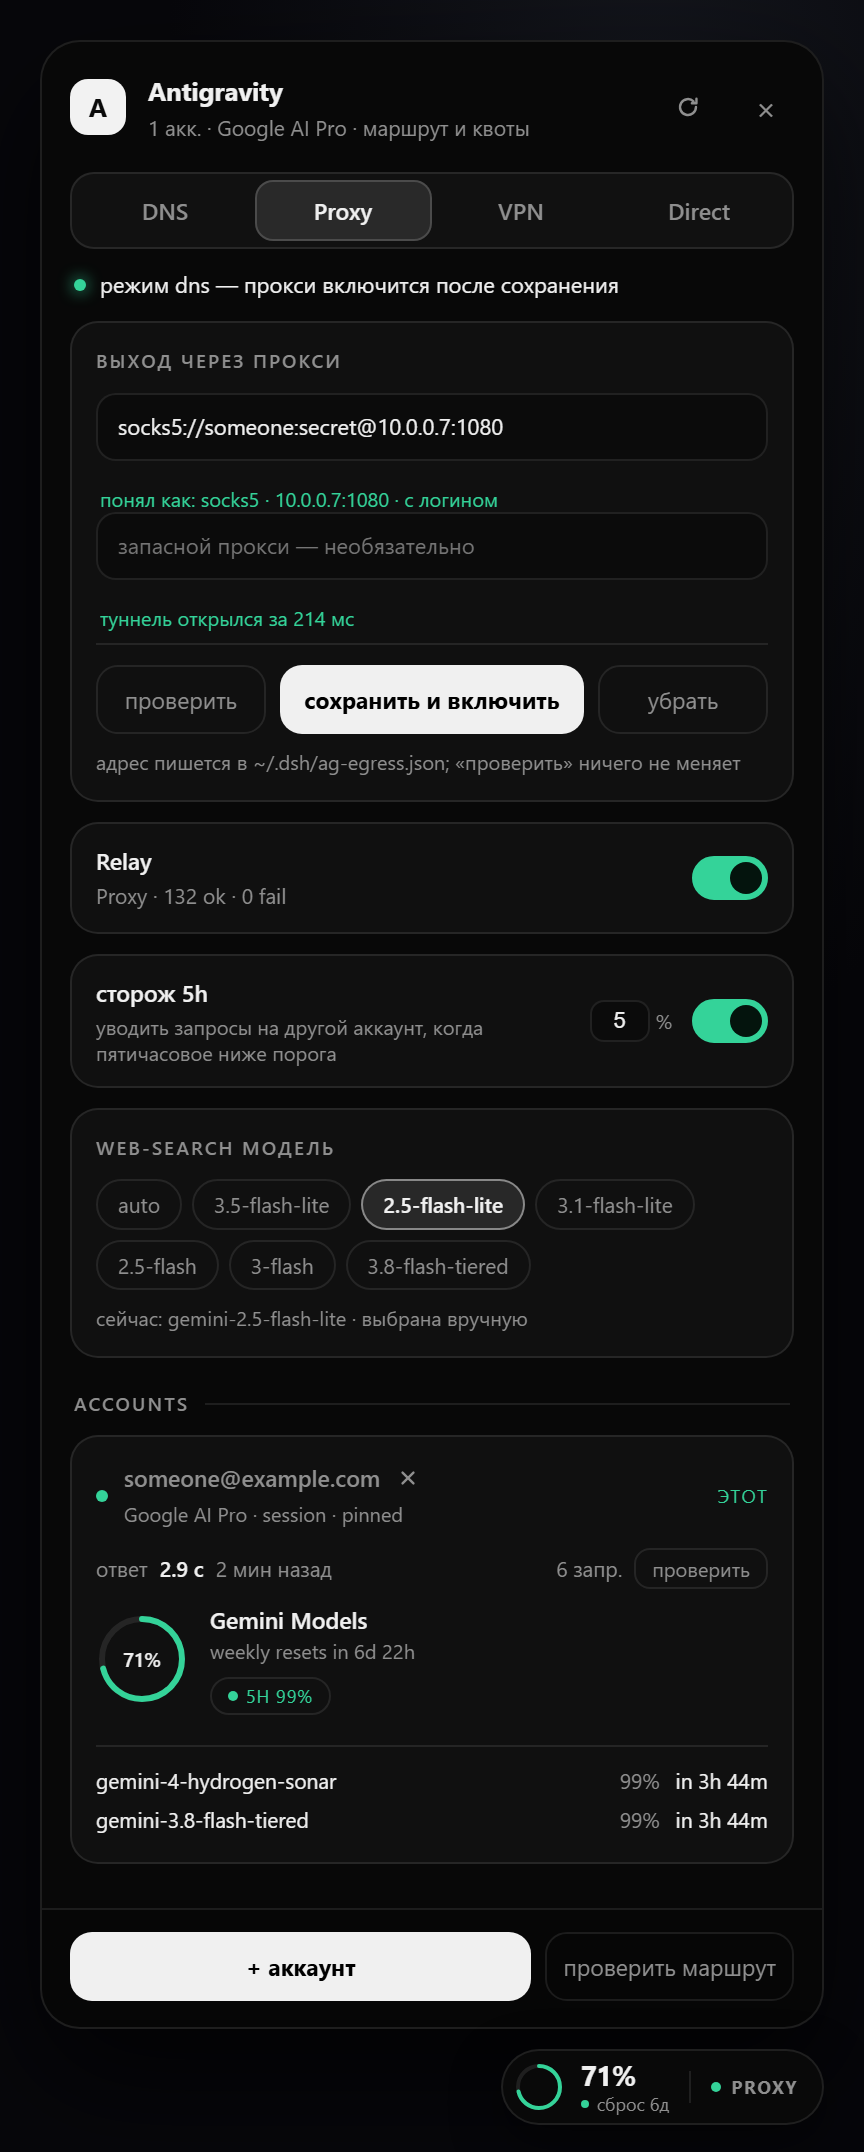 A
Antigravity
1 акк. · Google AI Pro · маршрут и квоты
DNS
Proxy
VPN
Direct
режим dns — прокси включится после сохранения
ВЫХОД ЧЕРЕЗ ПРОКСИ
socks5://someone:secret@10.0.0.7:1080
понял как: socks5 · 10.0.0.7:1080 · с логином
запасной прокси — необязательно
туннель открылся за 214 мс
проверить
сохранить и включить
убрать
адрес пишется в ~/.dsh/ag-egress.json; «проверить» ничего не меняет
Relay
Proxy · 132 ok · 0 fail
сторож 5h
уводить запросы на другой аккаунт, когда
пятичасовое ниже порога
5 %
WEB-SEARCH МОДЕЛЬ
auto
3.5-flash-lite
2.5-flash-lite
3.1-flash-lite
2.5-flash
3-flash
3.8-flash-tiered
сейчас: gemini-2.5-flash-lite · выбрана вручную
ACCOUNTS
someone@example.com
Google AI Pro · session · pinned
ЭТОТ
ответ 2.9 с 2 мин назад
6 запр.
проверить
71%
Gemini Models
weekly resets in 6d 22h
5H 99%
gemini-4-hydrogen-sonar 99% in 3h 44m
gemini-3.8-flash-tiered 99% in 3h 44m
+ аккаунт
проверить маршрут
71%
сброс 6д
PROXY